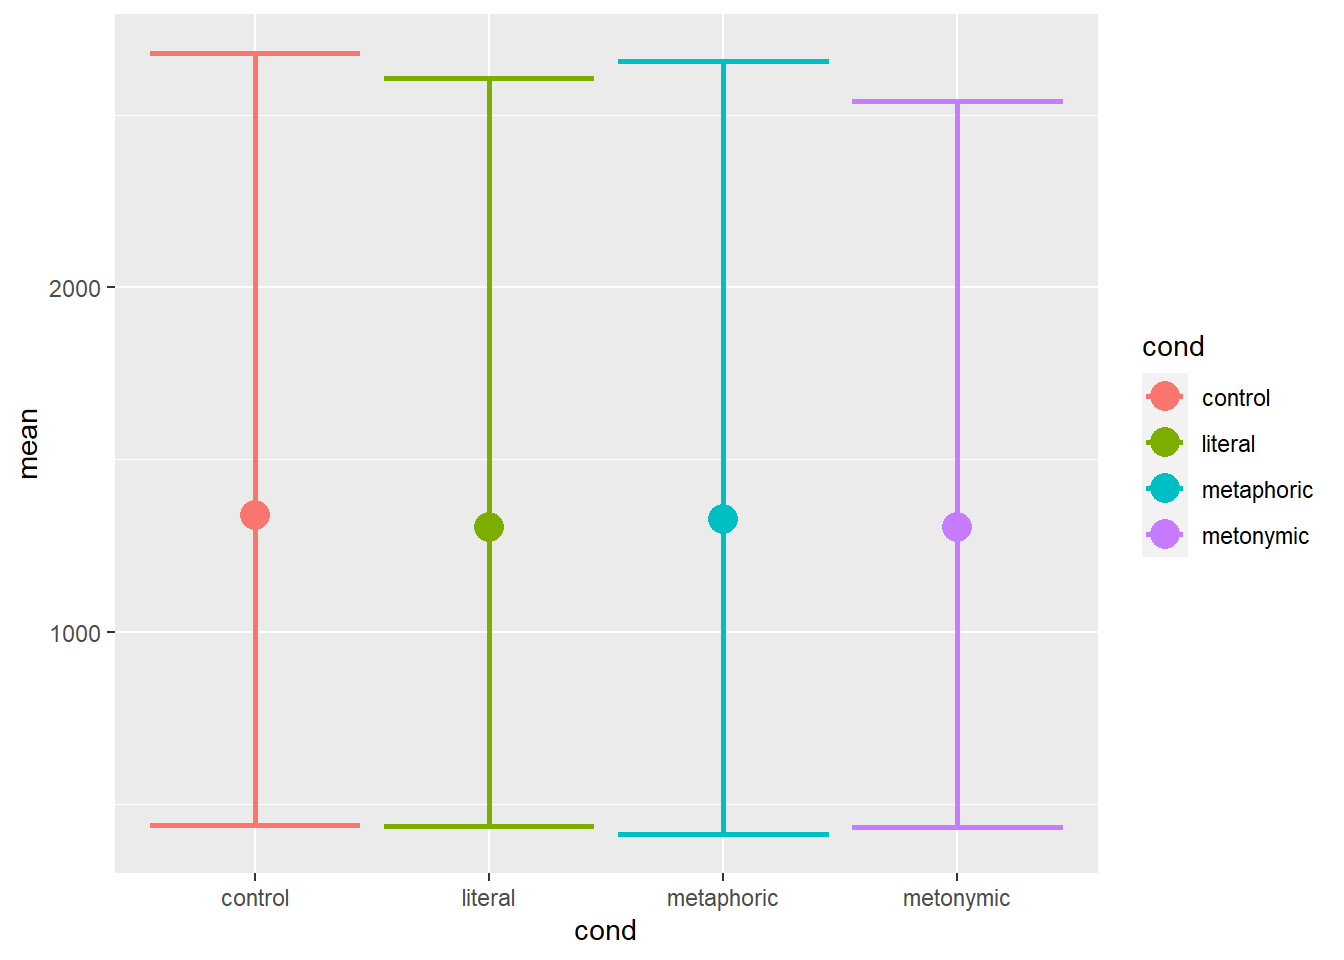 mean
2000
1000
control literal metaphoric metonymic
cond
cond
control
literal
metaphoric
metonymic